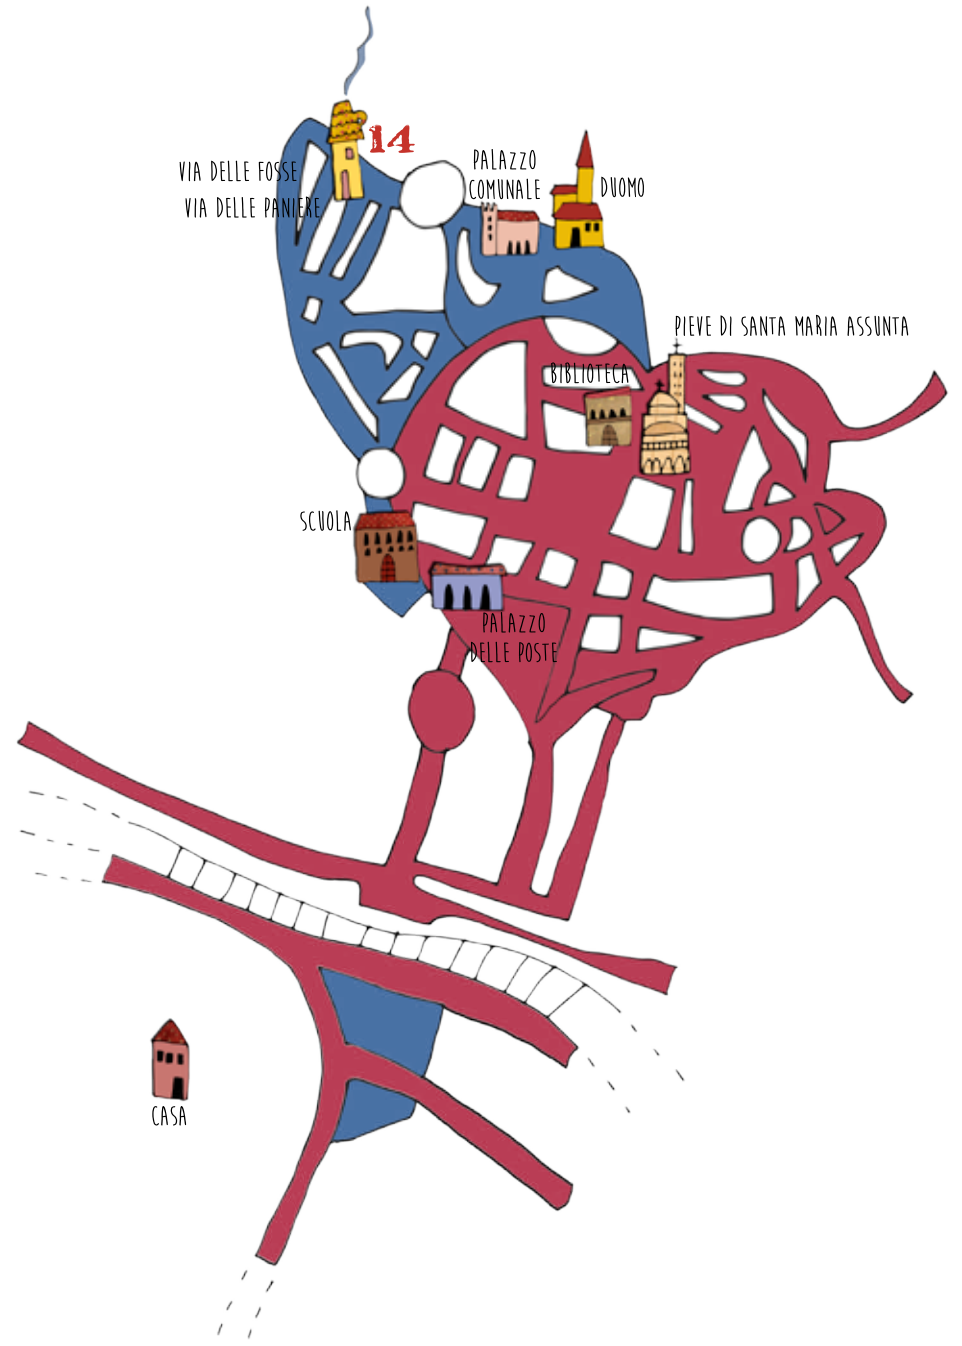 14
VIA DELLE FOSSE
VIA DELLE PANIERE
PALAZZO
COMUNALE
DUOMO
PIEVE DI SANTA MARIA ASSUNTA
BIBLIOTECA
SCUOLA
PALAZZO
DELLE POSTE
CASA